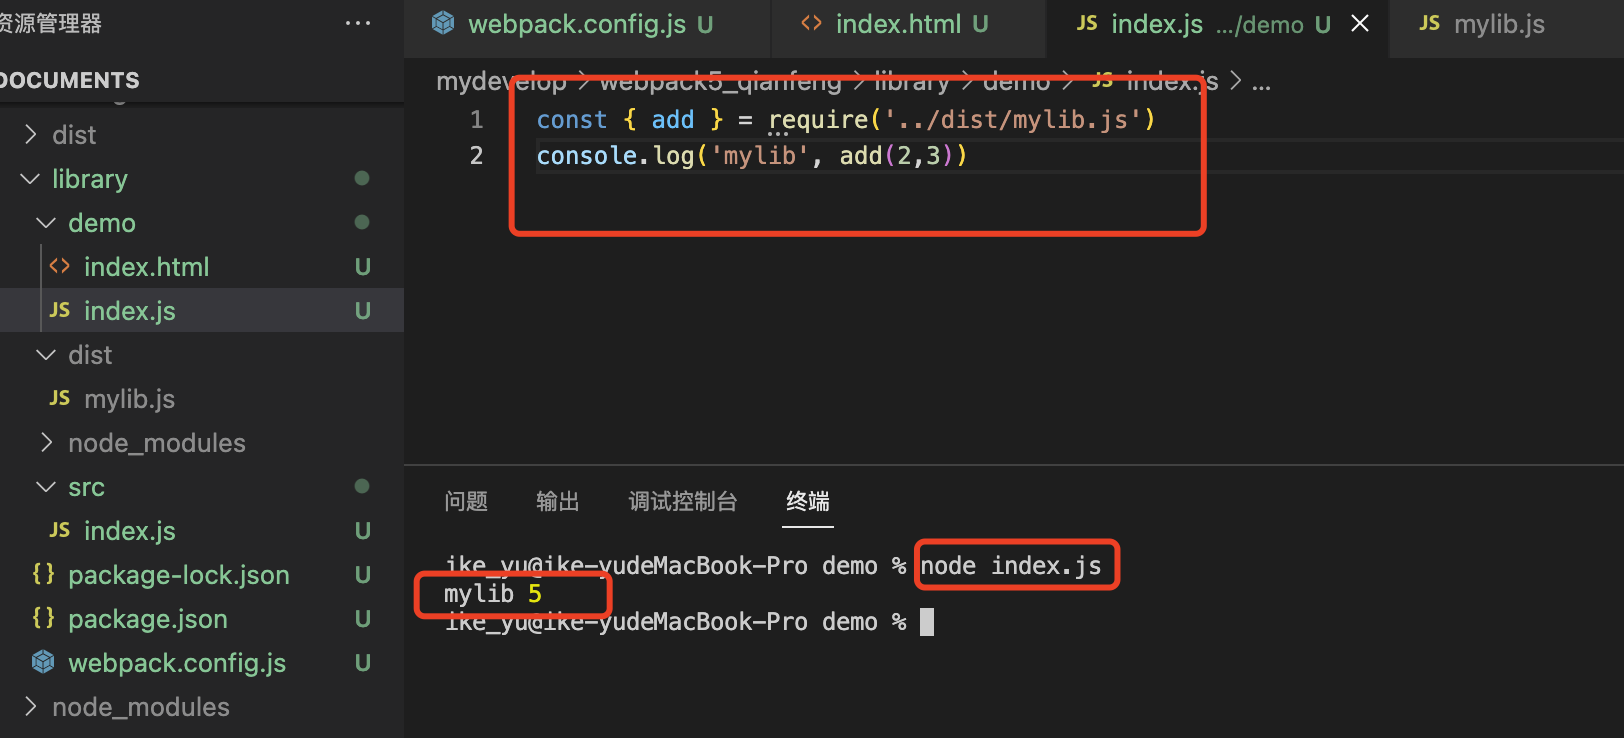 资源管理器 ...
DOCUMENTS
dist
library
demo
index.html U
JS index.js U
dist
JS mylib.js
node_modules
src
JS index.js U
{} package-lock.json U
{} package.json U
webpack.config.js U
node_modules
webpack.config.js U
<> index.html U
JS index.js .../demo U
JS mylib.js
mydevelop > webpack5_qianfeng > library > demo > JS index.js > ...
1 const { add } = require('../dist/mylib.js')
2 console.log('mylib', add(2,3))
问题 输出 调试控制台 终端
ike_yu@ike-yudeMacBook-Pro demo % node index.js
mylib 5
ike_yu@ike-yudeMacBook-Pro demo %